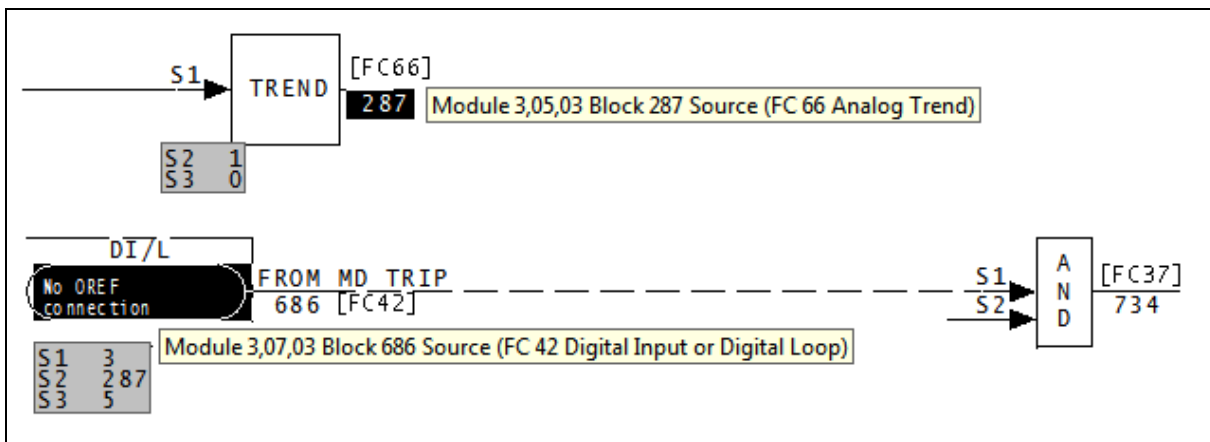 S1
TREND
[FC66]
287
Module 3,05,03 Block 287 Source (FC 66 Analog Trend)
S2 1
S3 0
DI/L
No OREF
connection
FROM MD TRIP
686 [FC42]
S1
S2
A
N
D
[FC37]
734
Module 3,07,03 Block 686 Source (FC 42 Digital Input or Digital Loop)
S1 3
S2 287
S3 5